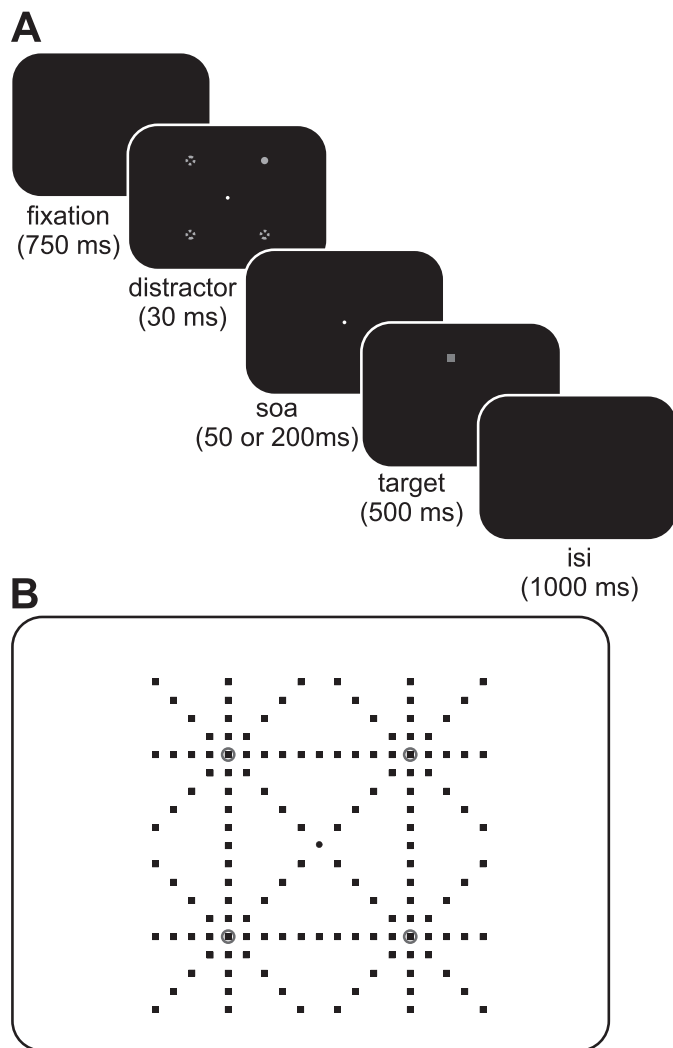 A
fixation
(750 ms)
distractor
(30 ms)
soa
(50 or 200ms)
target
(500 ms)
isi
(1000 ms)
B